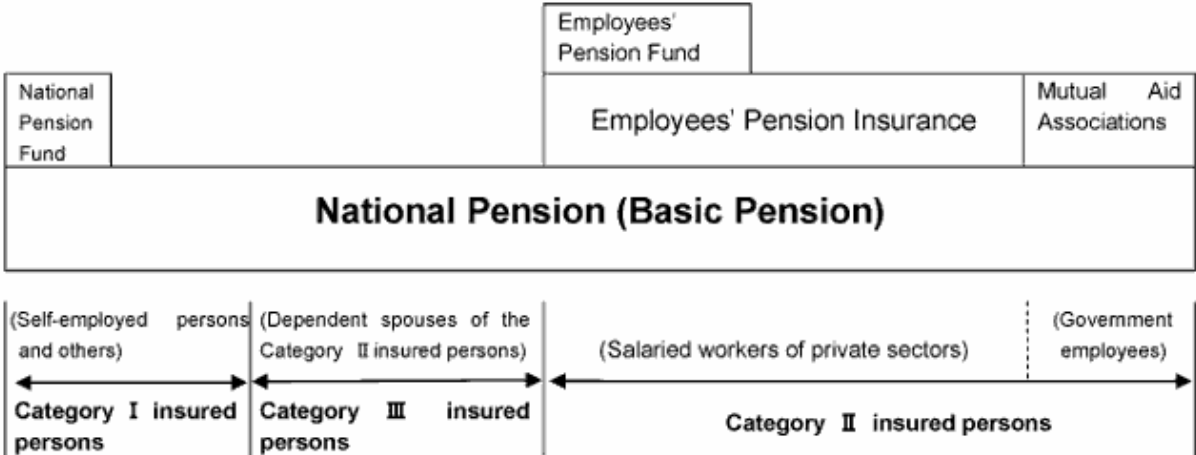 Employees'
Pension Fund
National
Pension
Fund
Employees' Pension Insurance
Mutual Aid
Associations
National Pension (Basic Pension)
(Self-employed persons
and others)
(Dependent spouses of the
Category Ⅱ insured persons)
(Salaried workers of private sectors)
(Government
employees)
Category Ⅰ insured
persons
Category Ⅲ insured
persons
Category Ⅱ insured persons